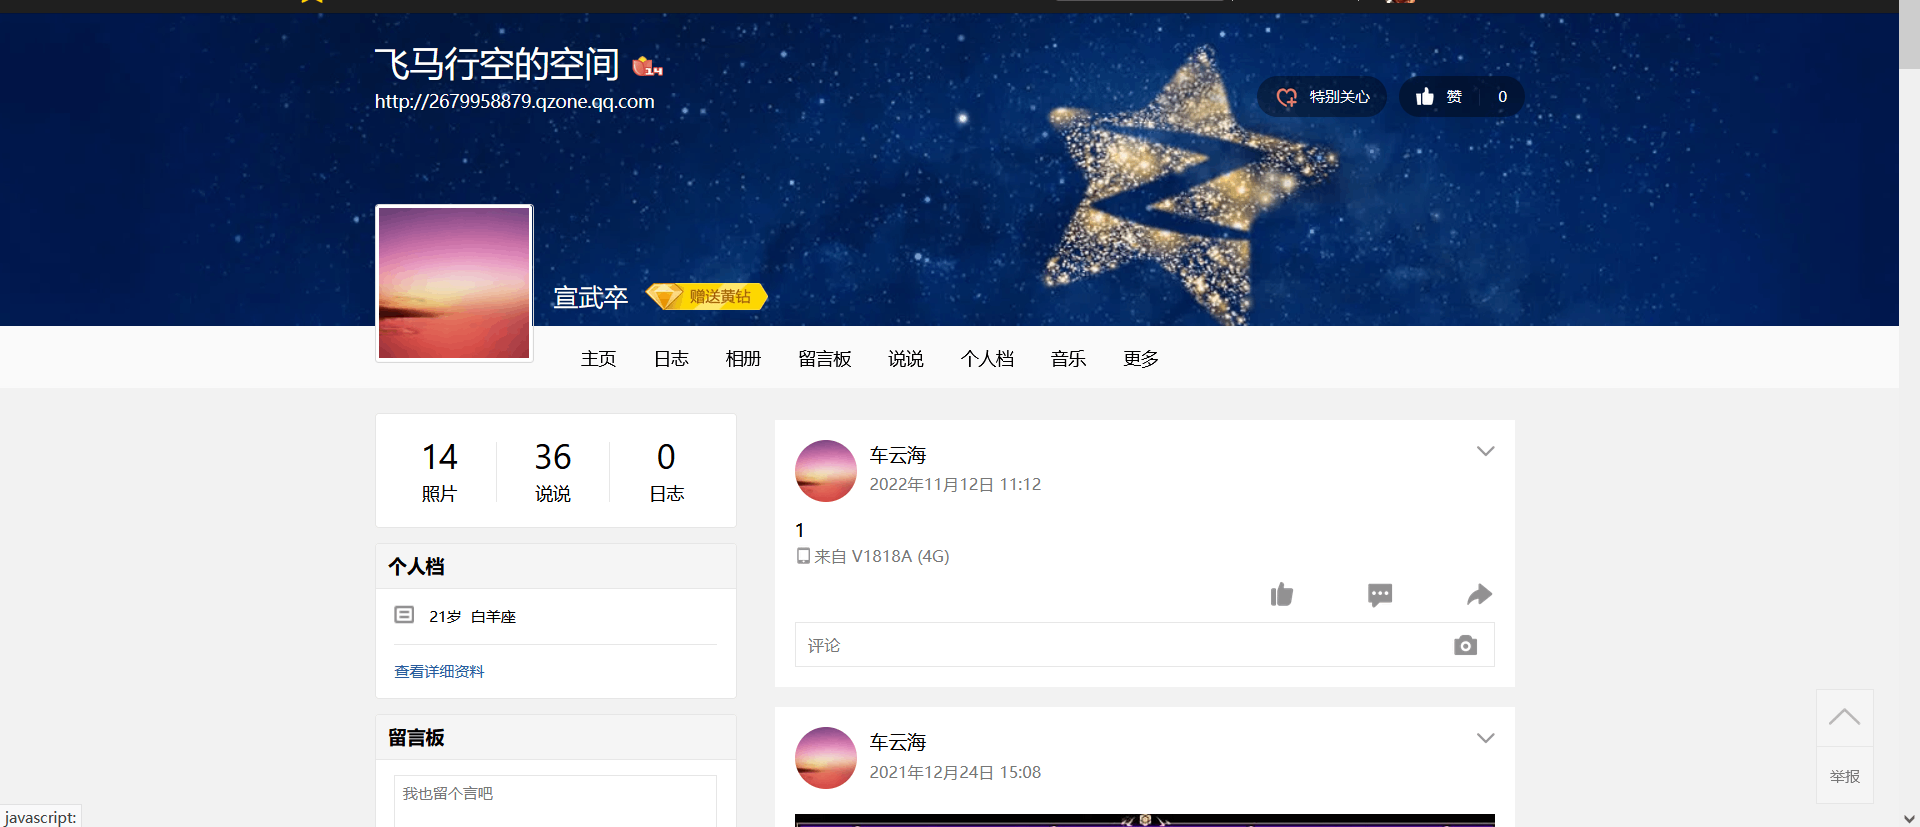 飞马行空的空间 14
http://2679958879.qzone.qq.com
特别关心
赞 0
宣武卒
赠送黄钻
主页 日志 相册 留言板 说说 个人档 音乐 更多
14 36 0
照片 说说 日志
个人档
21岁 白羊座
查看详细资料
留言板
我也留个言吧
车云海
2022年11月12日 11:12
1
来自 V1818A (4G)
评论
车云海
2021年12月24日 15:08
举报
javascript: